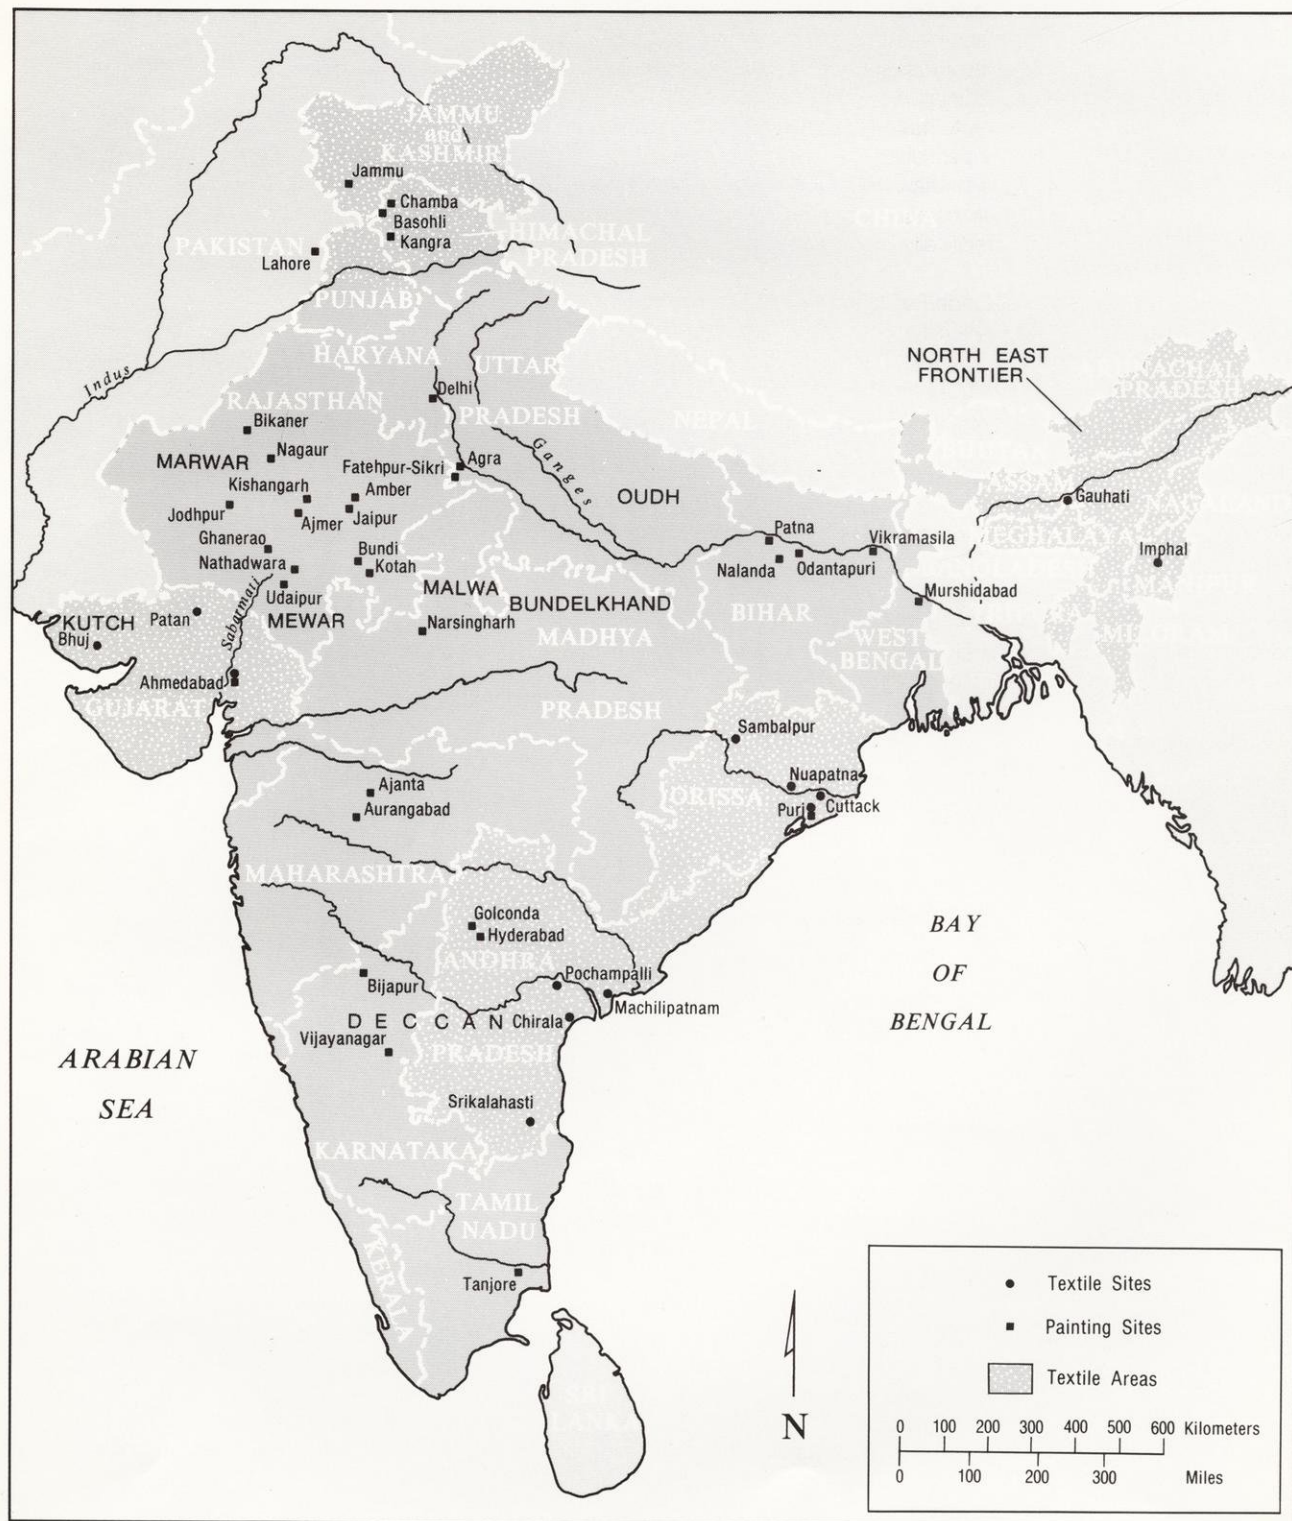 JAMMU
and
KASHMIR
Jammu
Chamba
Basohli
Kangra
HIMACHAL
PRADESH
PAKISTAN
Lahore
PUNJAB
HARYANA
UTTAR
PRADESH
Indus
Delhi
RAJASTHAN
NEPAL
NORTH EAST
FRONTIER
PRADESH
Bikaner
Nagaur
MARWAR
Fatehpur-Sikri
Agra
Ganges
Kishangarh
Amber
OUDH
ASSAM
Gauhati
Jodhpur
Ajmer
Jaipur
Ghanerao
Bundi
Patna
Vikramasila
MEGHALAYA
Imphal
Nathadwara
Kotah
Nalanda
Odantapuri
Udaipur
MALWA
BUNDELKHAND
Murshidabad
Sabarmati
KUTCH
Patan
MEWAR
Narsingharh
BIHAR
Bhuj
MADHYA
WEST
BENGAL
Ahmedabad
GUJARAT
PRADESH
Sambalpur
Ajanta
Nuapatna
Aurangabad
ORISSA
Puri
Cuttack
MAHARASHTRA
Golconda
Hyderabad
ANDHRA
BAY
OF
BENGAL
Bijapur
Pochampalli
Machilipatnam
DECCAN
Chirala
Vijayanagar
PRADESH
ARABIAN
SEA
Srikalahasti
KARNATAKA
TAMIL
NADU
KERALA
Tanjore
N
Textile Sites
Painting Sites
Textile Areas
0 100 200 300 400 500 600 Kilometers
0 100 200 300 Miles